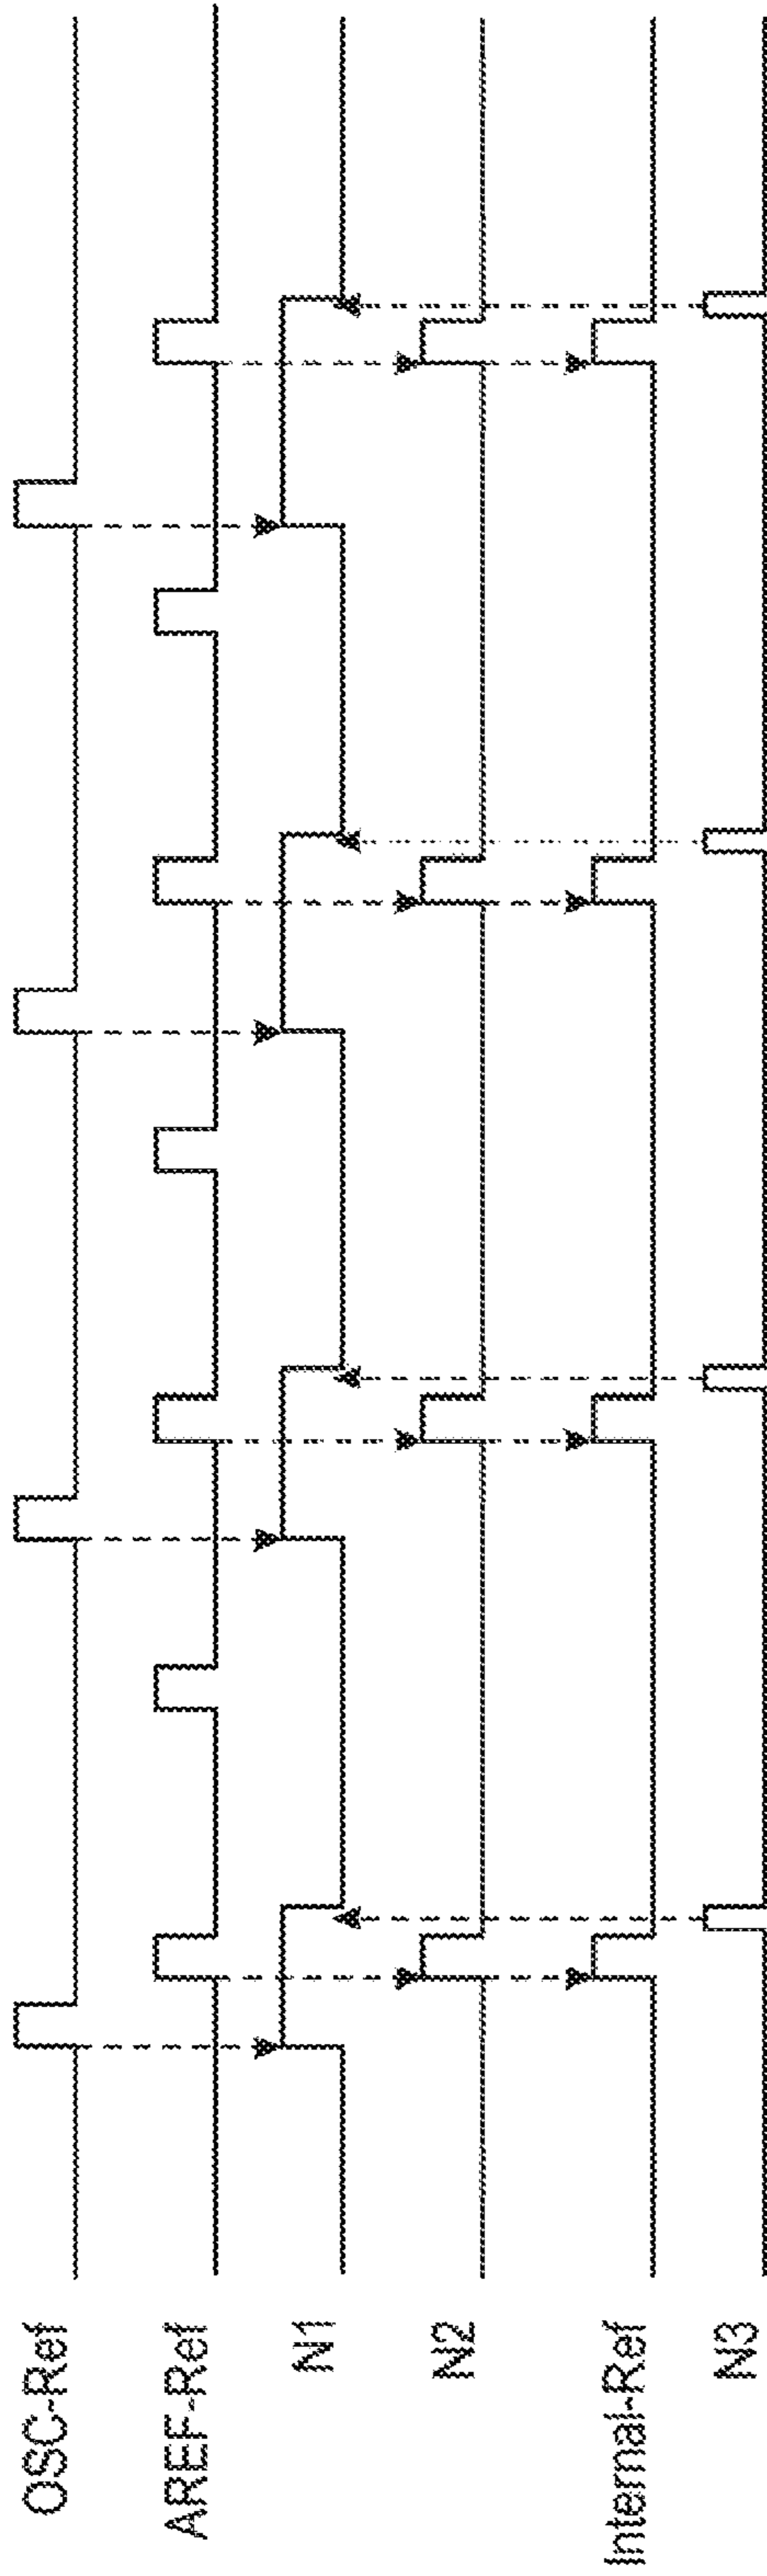 OSC-Ref
AREF-Ref
N1
N2
Internal-Ref
N3